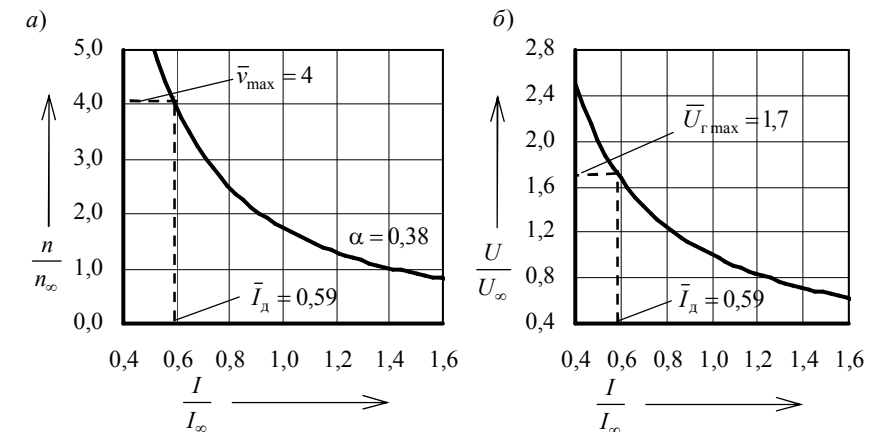 а)
5,0
4,0
3,0
2,0
1,0
0,0
n
n∞
v̅max = 4
α = 0,38
I̅д = 0,59
0,4 0,6 0,8 1,0 1,2 1,4 1,6
I
I∞
б)
2,8
2,4
2,0
1,6
1,2
0,8
0,4
U
U∞
U̅г max = 1,7
I̅д = 0,59
0,4 0,6 0,8 1,0 1,2 1,4 1,6
I
I∞